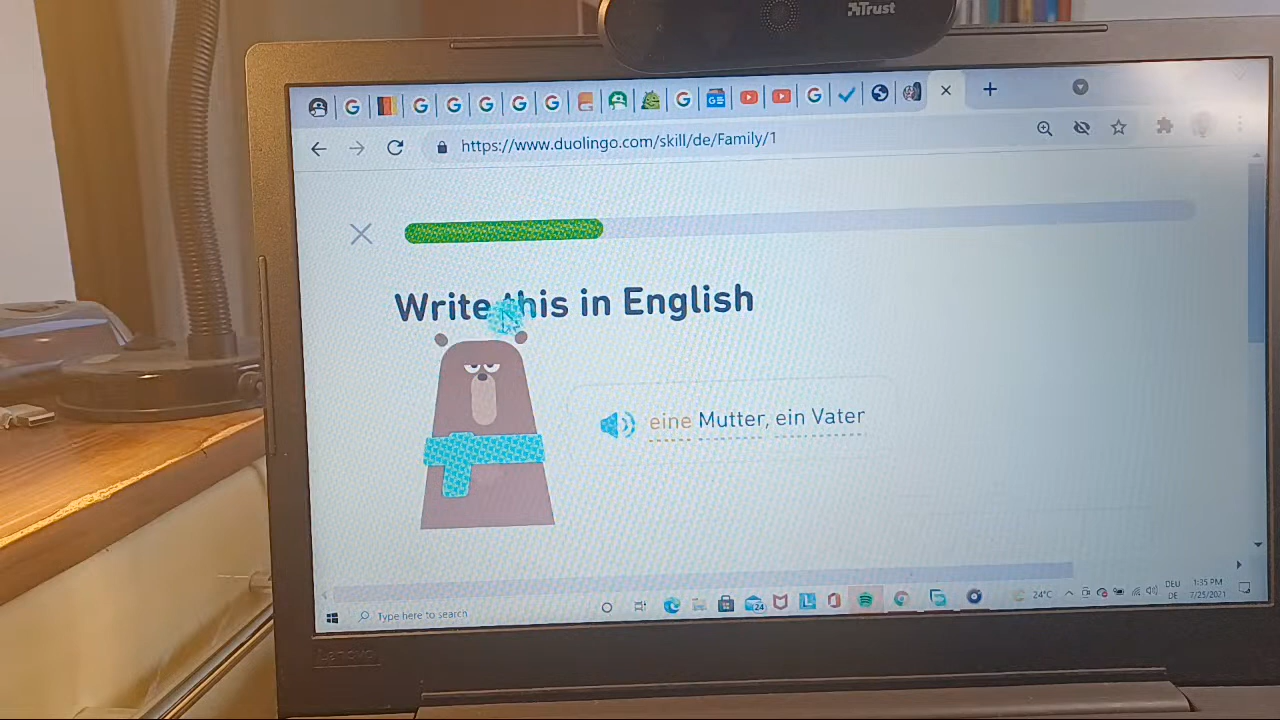 Trust
https://www.duolingo.com/skill/de/Family/1
Write this in English
eine Mutter, ein Vater
Type here to search
24
24°C
DEU
DE
1:35 PM
7/25/2021
Lenovo